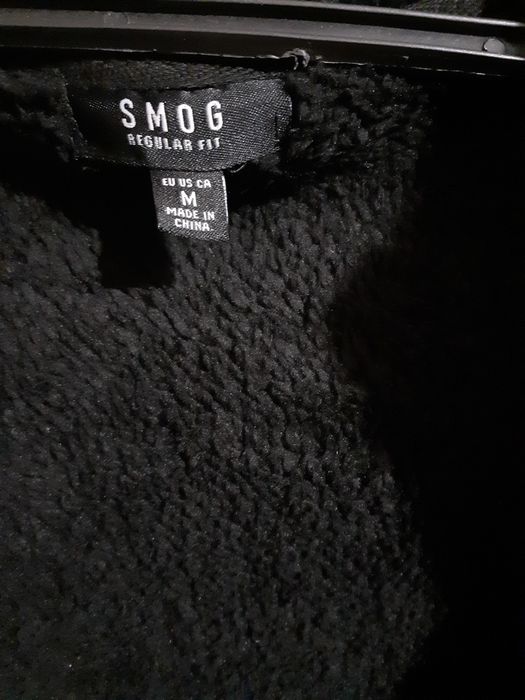 SMOG
REGULAR FIT
EU US CA
M
MADE IN
CHINA